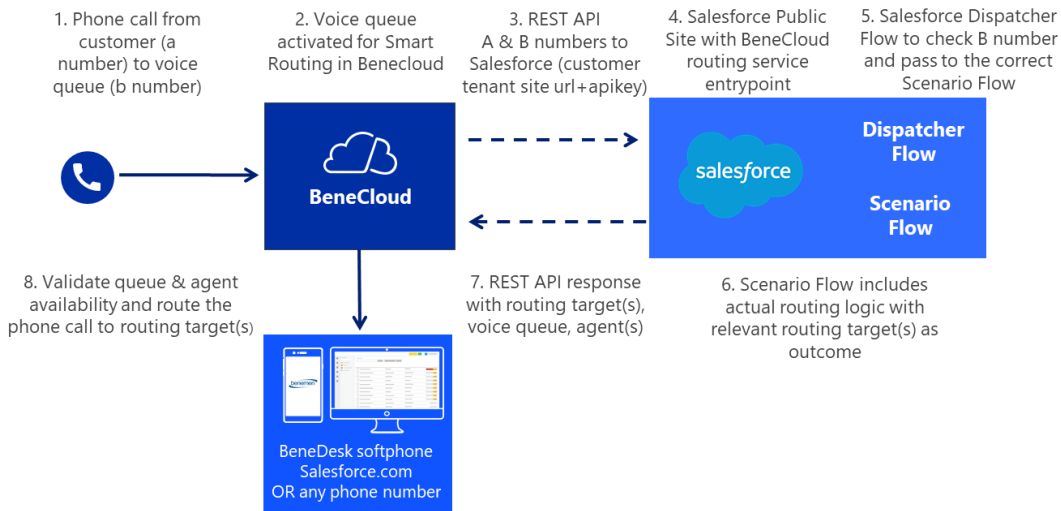 1. Phone call from
customer (a
number) to voice
queue (b number)
2. Voice queue
activated for Smart
Routing in Benecloud
3. REST API
A & B numbers to
Salesforce (customer
tenant site url+apikey)
4. Salesforce Public
Site with BeneCloud
routing service
entrypoint
5. Salesforce Dispatcher
Flow to check B number
and pass to the correct
Scenario Flow
BeneCloud
salesforce
Dispatcher
Flow
Scenario
Flow
8. Validate queue & agent
availability and route the
phone call to routing target(s)
7. REST API response
with routing target(s),
voice queue, agent(s)
6. Scenario Flow includes
actual routing logic with
relevant routing target(s) as
outcome
benemen
BeneDesk softphone
Salesforce.com
OR any phone number